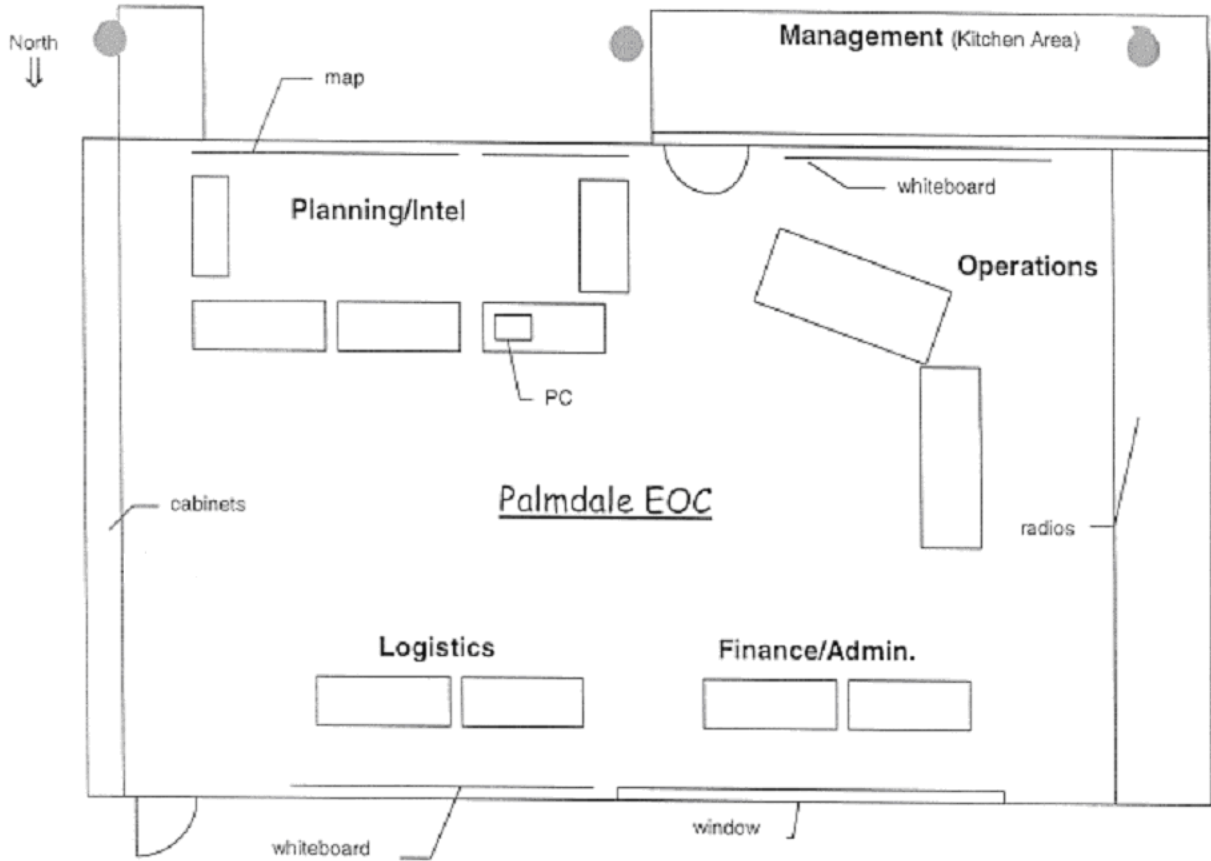 North
Management (Kitchen Area)
map
whiteboard
Planning/Intel
Operations
PC
cabinets
Palmdale EOC
radios
Logistics
Finance/Admin.
window
whiteboard